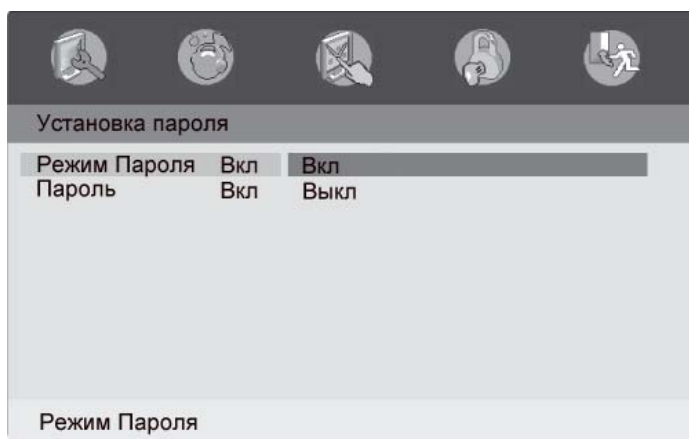 Установка пароля
Режим Пароля Вкл Вкл
Пароль Вкл Выкл
Режим Пароля